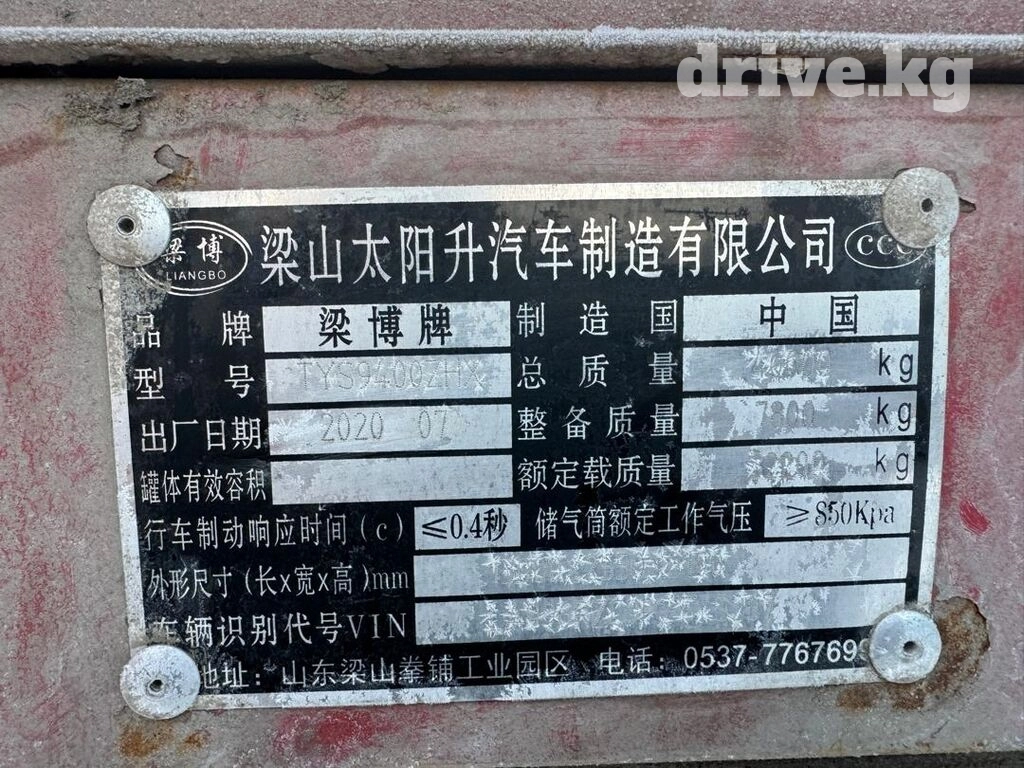 drive.kg
梁博 LIANGBO 梁山太阳升汽车制造有限公司 CCC
品牌 梁博牌 制造国 中国
型号 TYS9400ZHX 总质量 kg
出厂日期 2020 07 整备质量 7800 kg
罐体有效容积 额定载质量 kg
行车制动响应时间(c) ≤0.4秒 储气筒额定工作气压 ≥850Kpa
外形尺寸(长x宽x高)mm
车辆识别代号VIN
地址: 山东梁山拳铺工业园区 电话: 0537-7767699